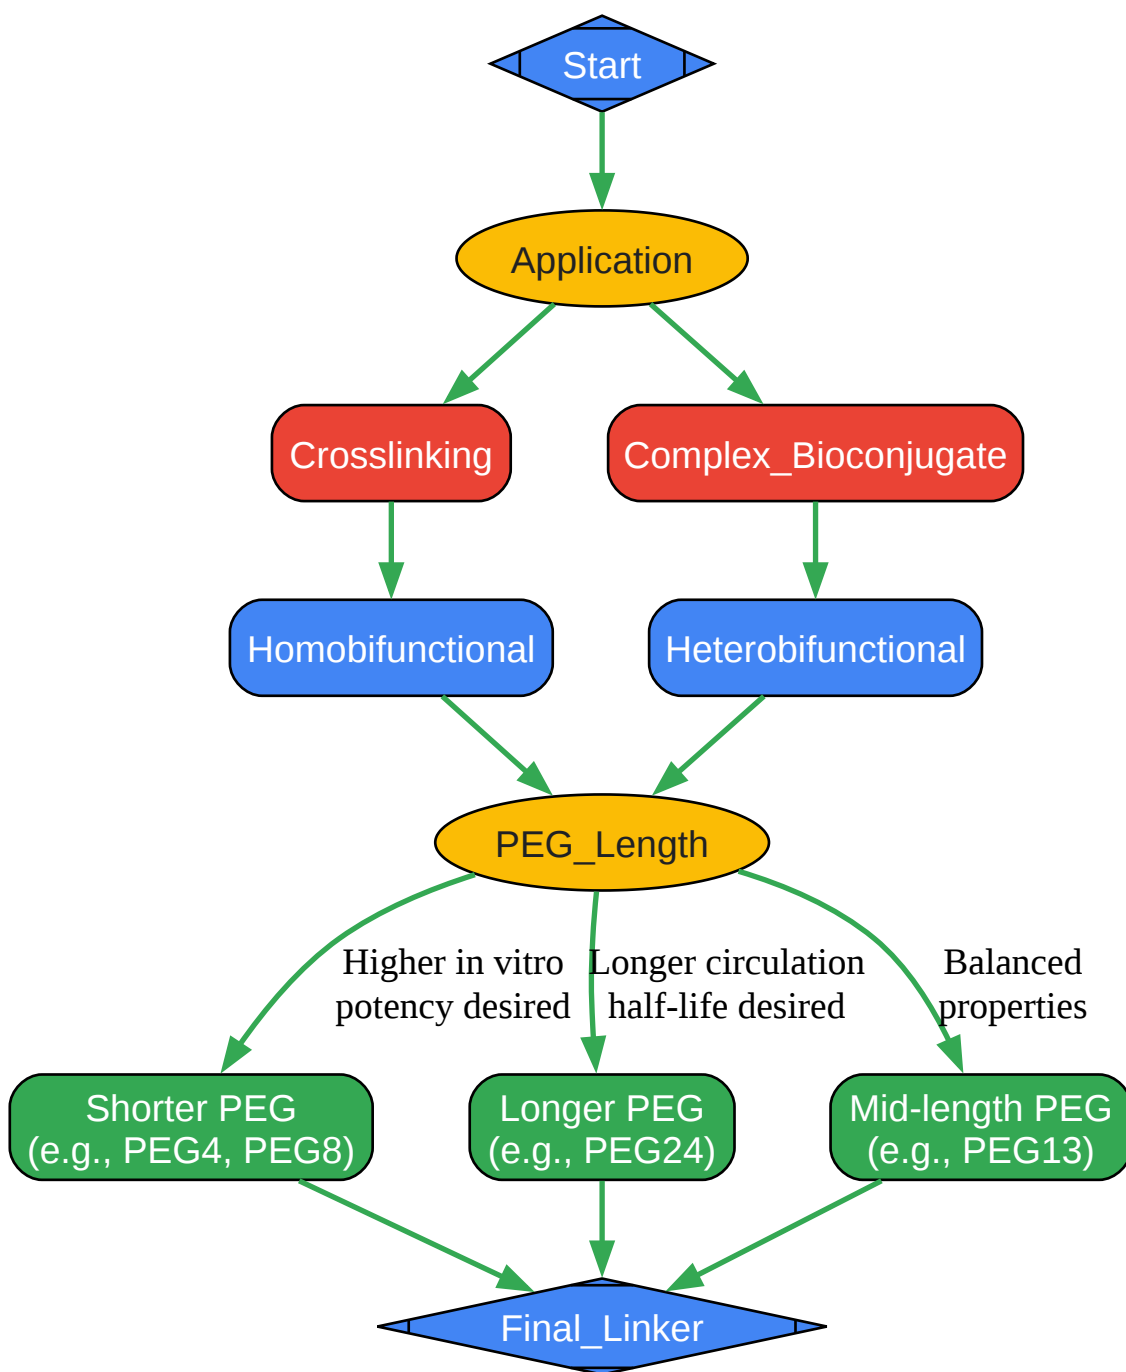 Start
Application
Crosslinking
Complex_Bioconjugate
Homobifunctional
Heterobifunctional
PEG_Length
Higher in vitro
potency desired
Longer circulation
half-life desired
Balanced
properties
Shorter PEG
(e.g., PEG4, PEG8)
Longer PEG
(e.g., PEG24)
Mid-length PEG
(e.g., PEG13)
Final_Linker